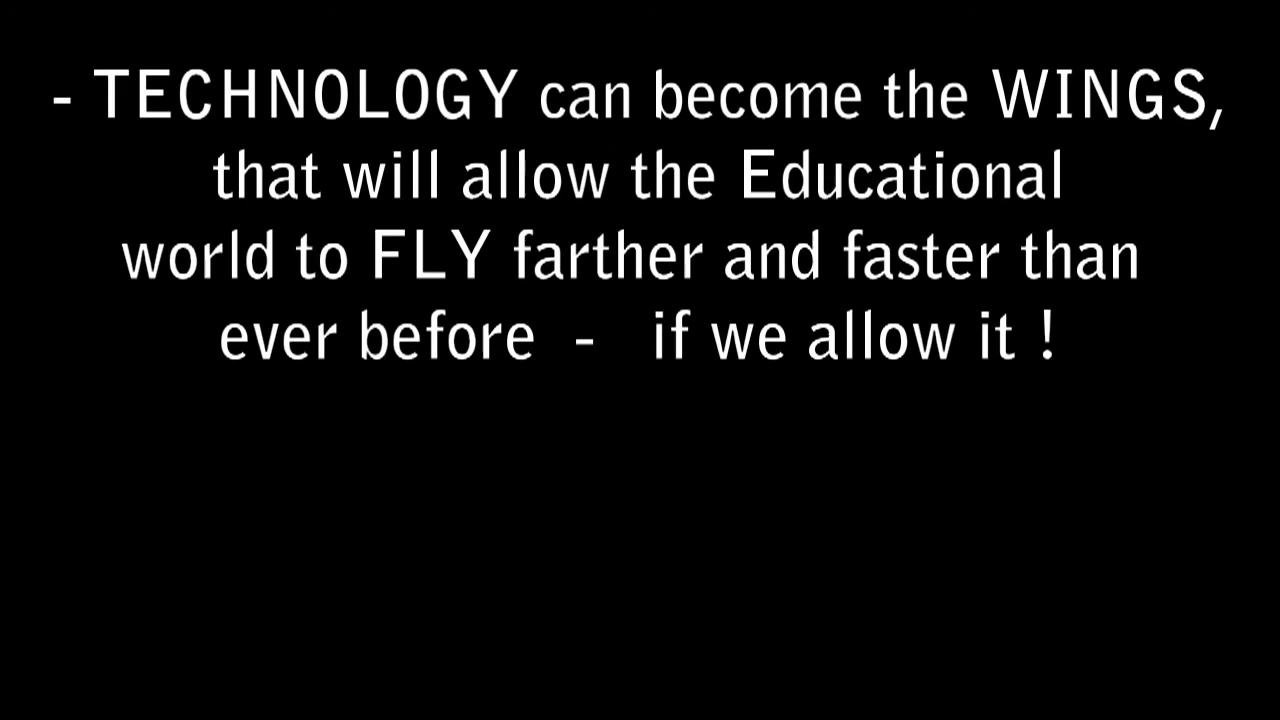 - TECHNOLOGY can become the WINGS,
that will allow the Educational
world to FLY farther and faster than
ever before  -   if we allow it !